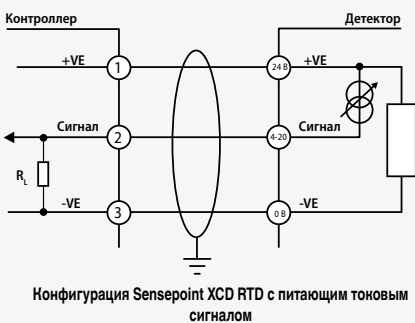 Контроллер
Детектор
+VE
1
24 В
+VE
Сигнал
2
4-20
Сигнал
R_L
-VE
3
0 В
-VE
Конфигурация Sensepoint XCD RTD с питающим токовым
сигналом